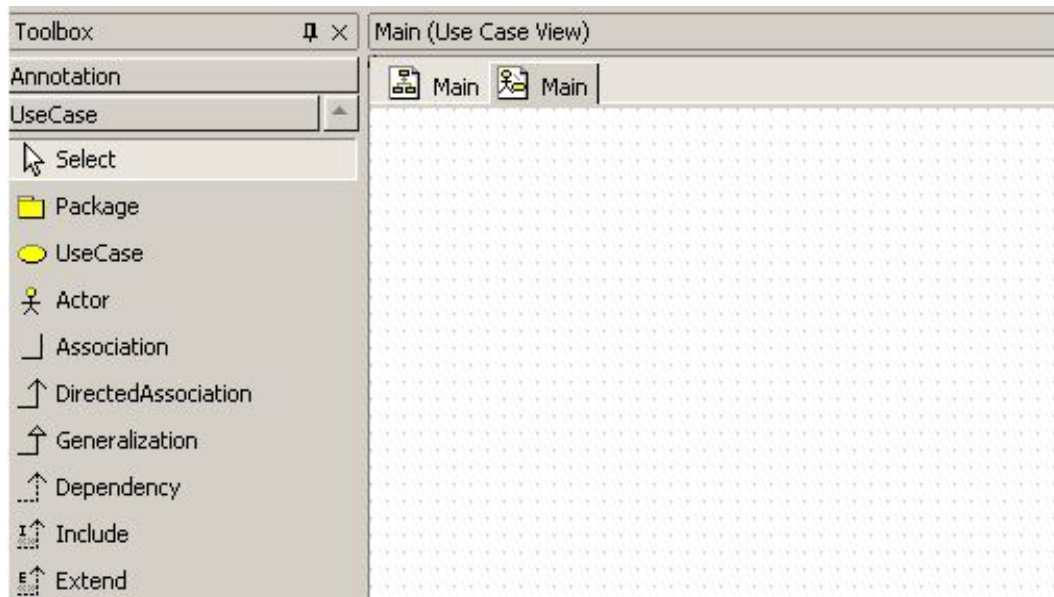 Toolbox
Main (Use Case View)
Annotation
Main
Main
UseCase
Select
Package
UseCase
Actor
Association
DirectedAssociation
Generalization
Dependency
I
Include
E
Extend